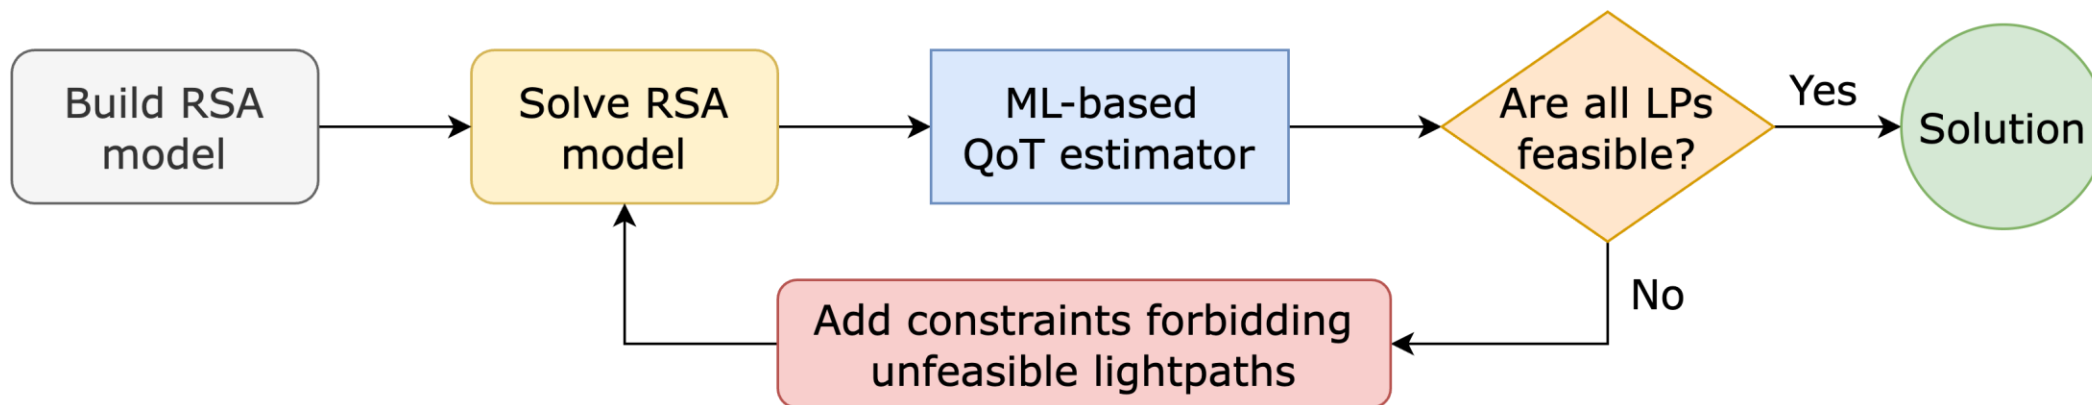 Build RSA
model
Solve RSA
model
ML-based
QoT estimator
Are all LPs
feasible?
Yes
Solution
No
Add constraints forbidding
unfeasible lightpaths